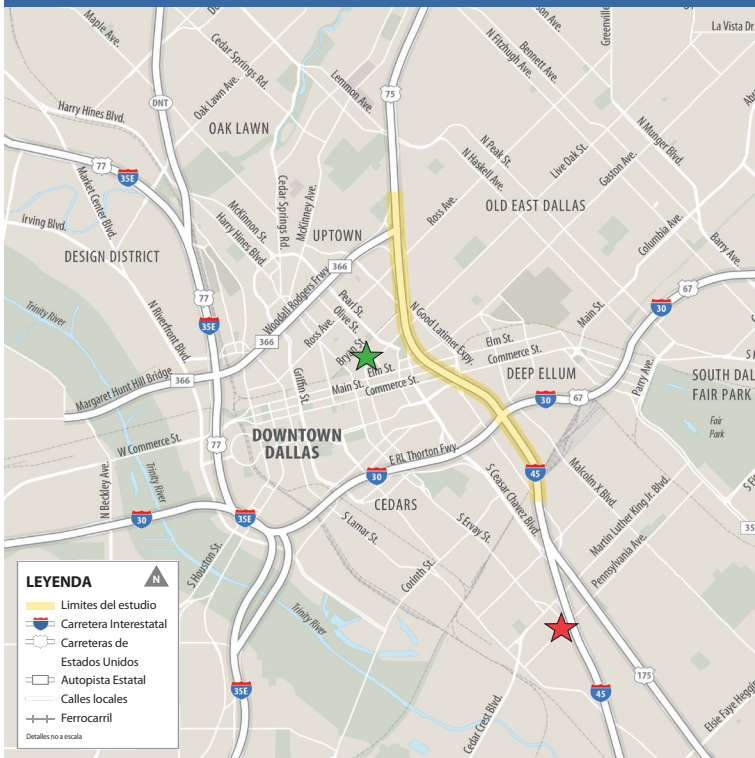 Maple Ave.
Cedar Springs Rd.
Greenville
La Vista Dr.
N Fitzhugh Ave.
Bennett Ave.
Lemmon Ave.
Oak Lawn Ave.
75
DNT
Harry Hines Blvd.
OAK LAWN
N Munger Blvd.
N Peak St.
N Haskell Ave.
Live Oak St.
Gaston Ave.
77
35E
Market Center Blvd.
Cedar Springs Rd.
McKinney Ave.
McKinnon St.
Harry Hines Blvd.
Ross Ave.
OLD EAST DALLAS
Irving Blvd.
UPTOWN
Columbia Ave.
Barry Ave.
DESIGN DISTRICT
366
67
30
Trinity River
N Riverfront Blvd.
77
35E
Woodall Rodgers Frwy.
366
Pearl St.
Olive St.
Ross Ave.
Bryan St.
N Good Latimer Expy.
Main St.
Elm St.
Commerce St.
Elm St.
Main St.
Commerce St.
Griffin St.
DEEP ELLUM
Parry Ave.
SOUTH DAL
FAIR PARK
Margaret Hunt Hill Bridge
366
30
67
Fair
Park
W Commerce St.
77
DOWNTOWN
DALLAS
E RL Thorton Fwy
30
45
N Beckley Ave.
Trinity River
30
35E
CEDARS
S Ceasar Chavez Blvd.
Malcolm X Blvd.
Martin Luther King Jr. Blvd.
Pennsylvania Ave.
S Lamar St.
S Ervay St.
Corinth St.
S Houston St.
Trinity River
35E
Cedar Crest Blvd.
45
175
LEYENDA
N
Limites del estudio
Carretera Interestatal
Carreteras de
Estados Unidos
Autopista Estatal
Calles locales
Ferrocarril
Detalles no a escala